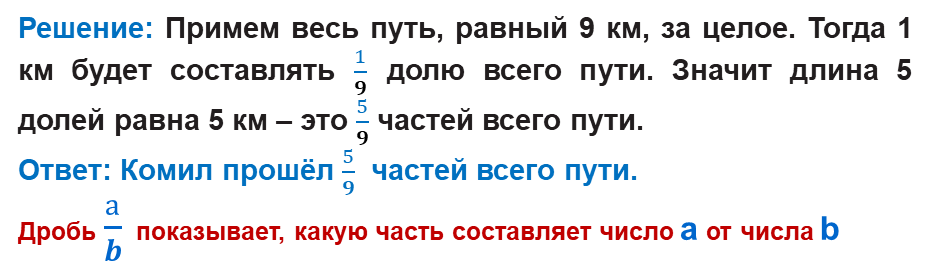 Решение: Примем весь путь, равный 9 км, за целое. Тогда 1
км будет составлять 1/9 долю всего пути. Значит длина 5
долей равна 5 км – это 5/9 частей всего пути.
Ответ: Комил прошёл 5/9 частей всего пути.
Дробь a/b показывает, какую часть составляет число a от числа b